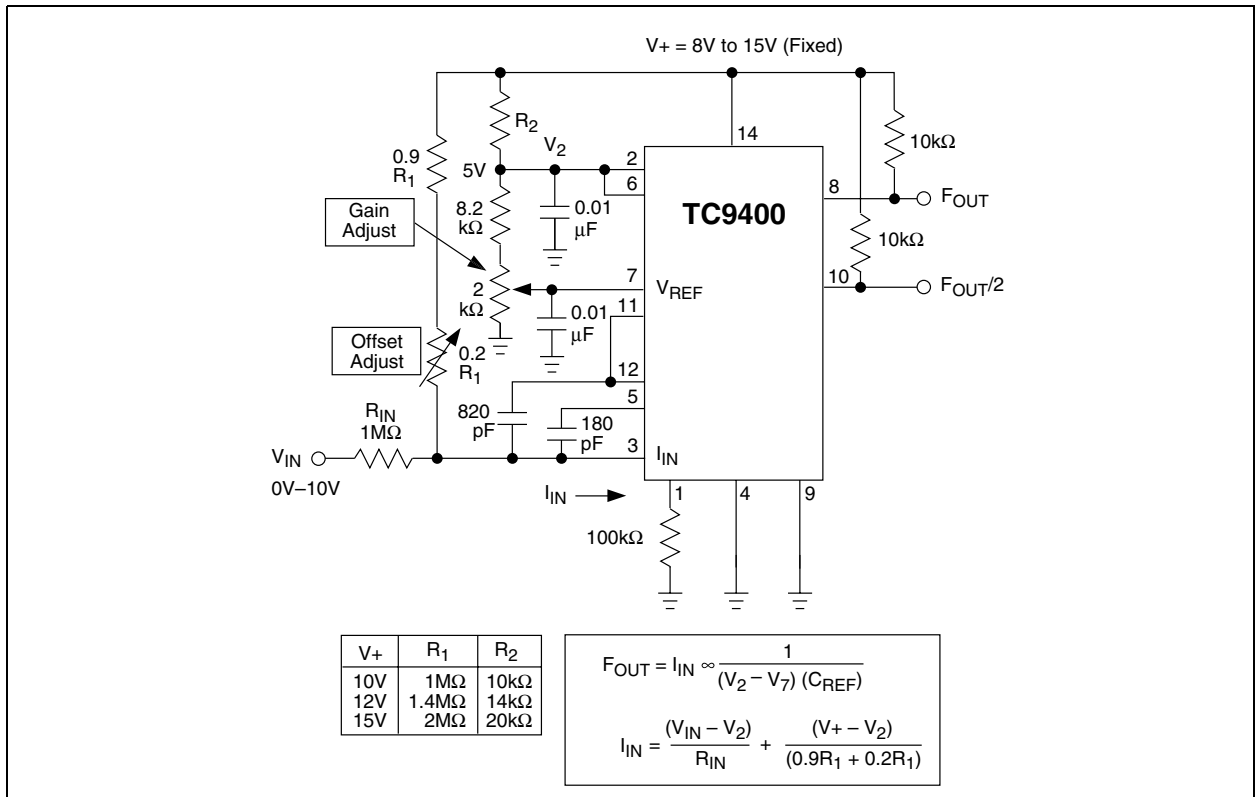 V+ = 8V to 15V (Fixed)
R2
14
10kΩ
0.9
R1
V2
5V
2
6
8
FOUT
TC9400
Gain
Adjust
8.2
kΩ
0.01
µF
10kΩ
10
FOUT/2
7
VREF
2
kΩ
11
0.01
µF
Offset
Adjust
0.2
R1
12
5
820
pF
180
pF
RIN
1MΩ
3
IIN
VIN
0V–10V
IIN
1
4
9
100kΩ
V+ R1 R2
10V 1MΩ 10kΩ
12V 1.4MΩ 14kΩ
15V 2MΩ 20kΩ
FOUT = IIN ∞ 1
(V2 – V7) (CREF)
IIN = (VIN – V2) + (V+ – V2)
RIN (0.9R1 + 0.2R1)